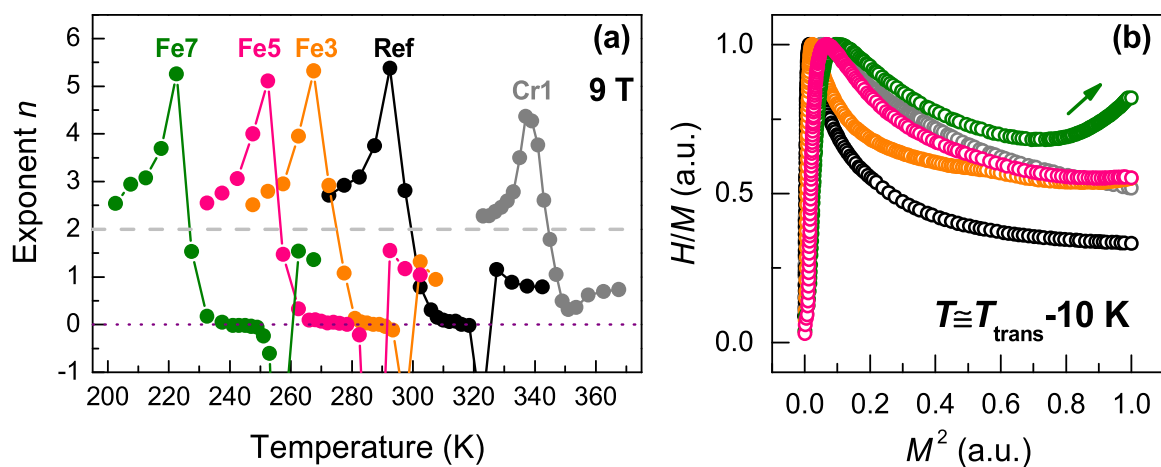 (a)
Fe7
Fe5
Fe3
Ref
Cr1
9 T
6
5
4
3
2
1
0
-1
Exponent n
200 220 240 260 280 300 320 340 360
Temperature (K)
(b)
1.0
0.5
0.0
H/M (a.u.)
T≅Ttrans-10 K
0.0 0.2 0.4 0.6 0.8 1.0
M² (a.u.)